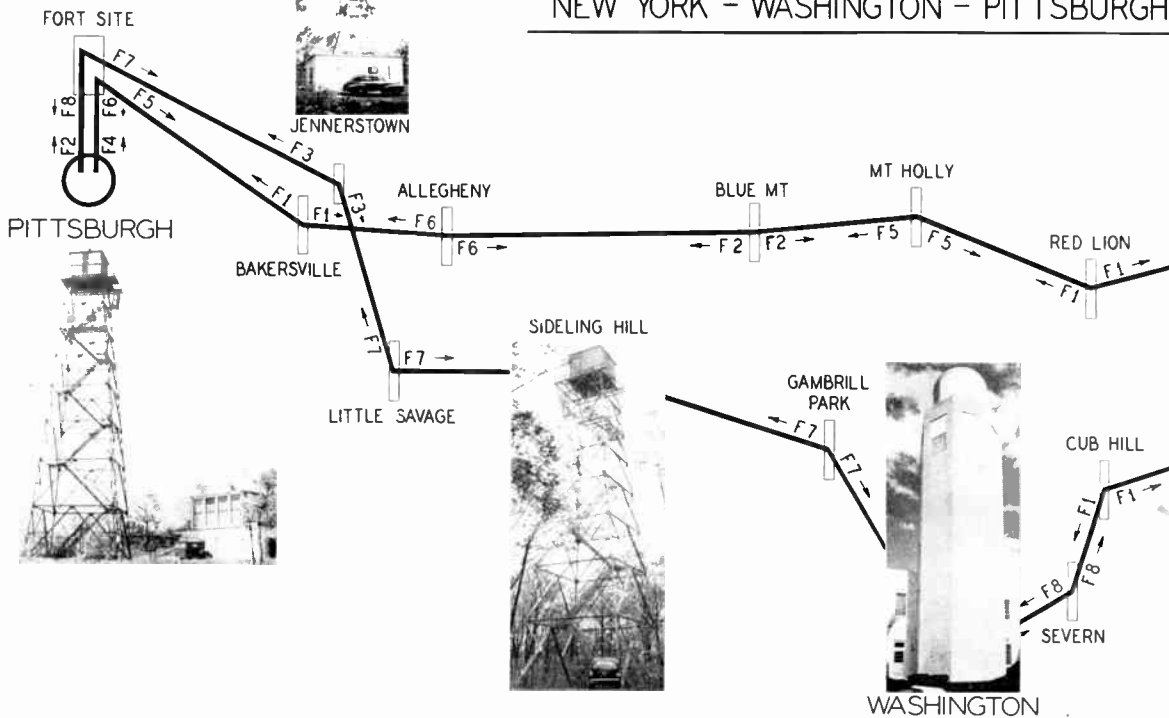 NEW YORK - WASHINGTON - PITTSBURGH
FORT SITE
F7 →
← F8
F6 →
F5 →
← F2
F4 →
PITTSBURGH
JENNERSTOWN
← F3
F3 →
← F1
F1 →
BAKERSVILLE
ALLEGHENY
← F6
F6 →
BLUE MT
← F2
F2 →
MT HOLLY
← F5
F5 →
RED LION
← F1
F1 →
← F7
F7 →
LITTLE SAVAGE
SIDELING HILL
GAMBRILL
PARK
← F7
F7 →
WASHINGTON
CUB HILL
← F1
F1 →
← F8
F8 →
SEVERN